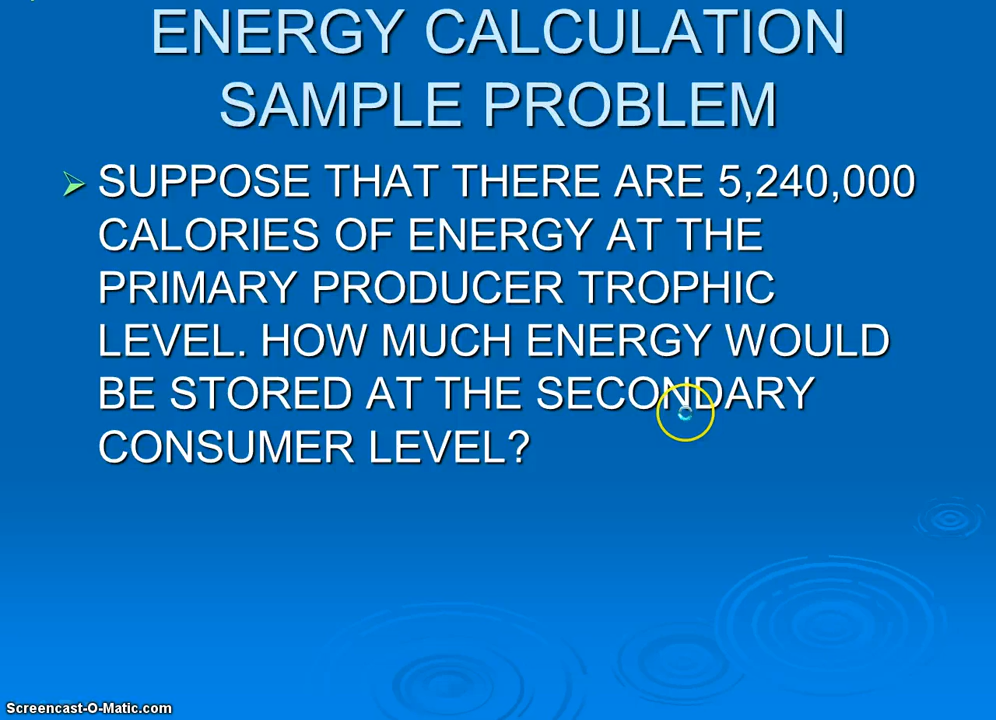 ENERGY CALCULATION
SAMPLE PROBLEM
SUPPOSE THAT THERE ARE 5,240,000
CALORIES OF ENERGY AT THE
PRIMARY PRODUCER TROPHIC
LEVEL. HOW MUCH ENERGY WOULD
BE STORED AT THE SECONDARY
CONSUMER LEVEL?
Screencast-O-Matic.com